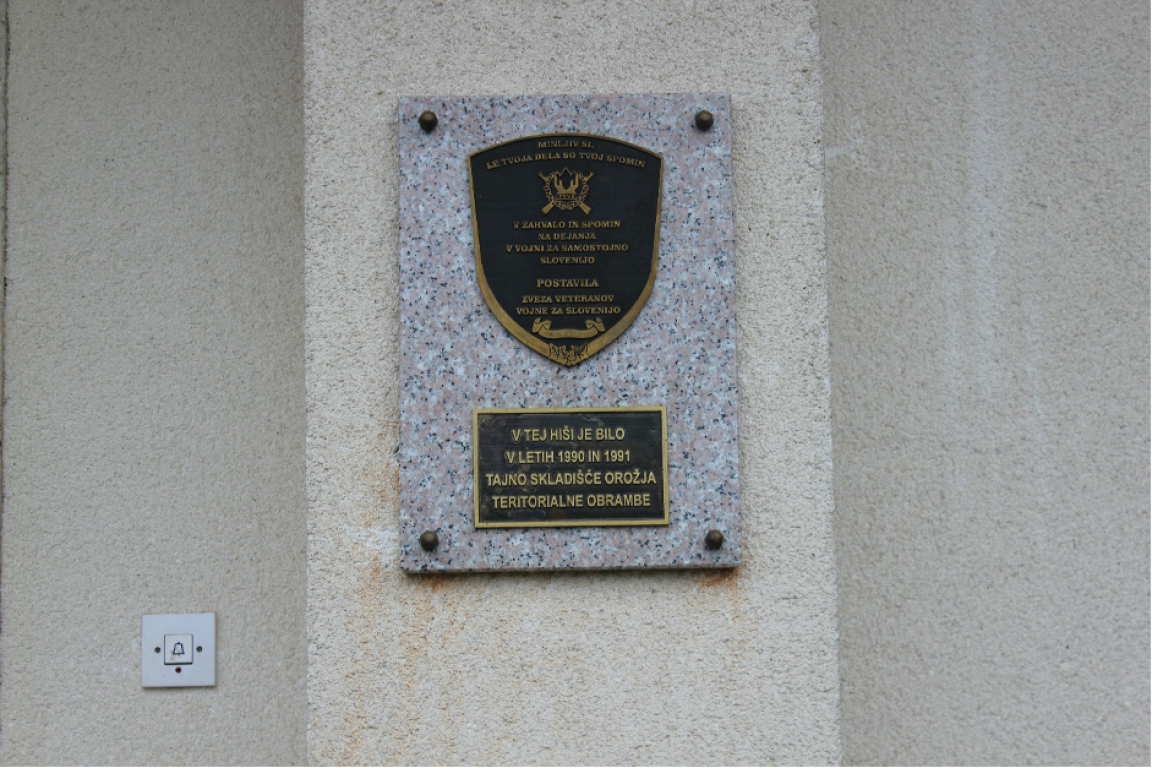 MINLJIV SI,
LE TVOJA DELA SO TVOJ SPOMIN
V ZAHVALO IN SPOMIN
NA DEJANJA
V VOJNI ZA SAMOSTOJNO
SLOVENIJO
POSTAVILA
ZVEZA VETERANOV
VOJNE ZA SLOVENIJO
V TEJ HIŠI JE BILO
V LETIH 1990 IN 1991
TAJNO SKLADIŠČE OROŽJA
TERITORIALNE OBRAMBE